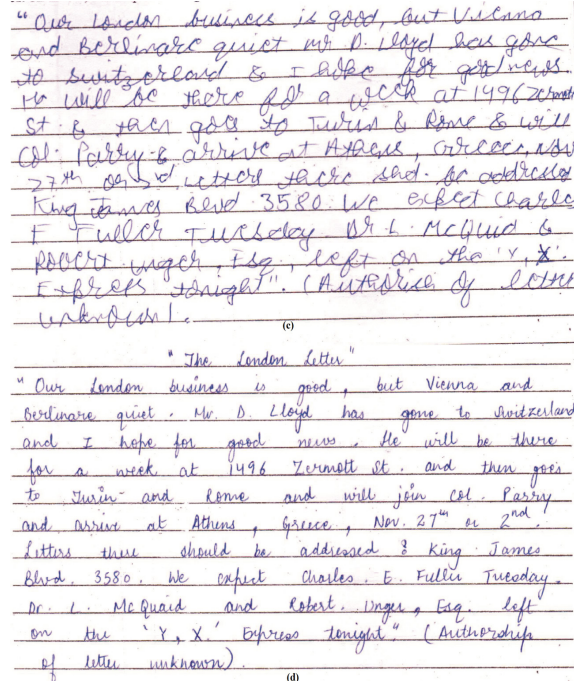 "Our London business is good, but Vienna
and Berlinare quiet mr D. Lloyd has gone
to switzerland & I hope for good news.
He will be there for a week at 1496 Zermott
St & then goes to Turin & Rome & will
Col. Parry & arrive at Athens, Greece, Nov
27th or 2nd, letters there shd. be addressed
King James Blvd. 3580. We expect Charle
E Fuller Tuesday Dr. L. McQuid &
Robert unger, Esq., left on the 'Y, X.
Express tonight". (Authorise of letter
unknown).
(c)
"The London Letter"
"Our London business is good, but Vienna and
Berlinare quiet. Mr. D. Lloyd has gone to Switzerland
and I hope for good news. He will be there
for a week at 1496 Zermott St. and then goes
to Turin and Rome and will join col. Parry
and arrive at Athens, Greece, Nov. 27th or 2nd.
Letters there should be addressed : King James
Blvd. 3580. We expect Charles. E. Fuller Tuesday.
Dr. L. McQuaid and Robert. Unger, Esq. left
on the 'Y, X.' Express tonight" (Authorship
of letter unknown).
(d)